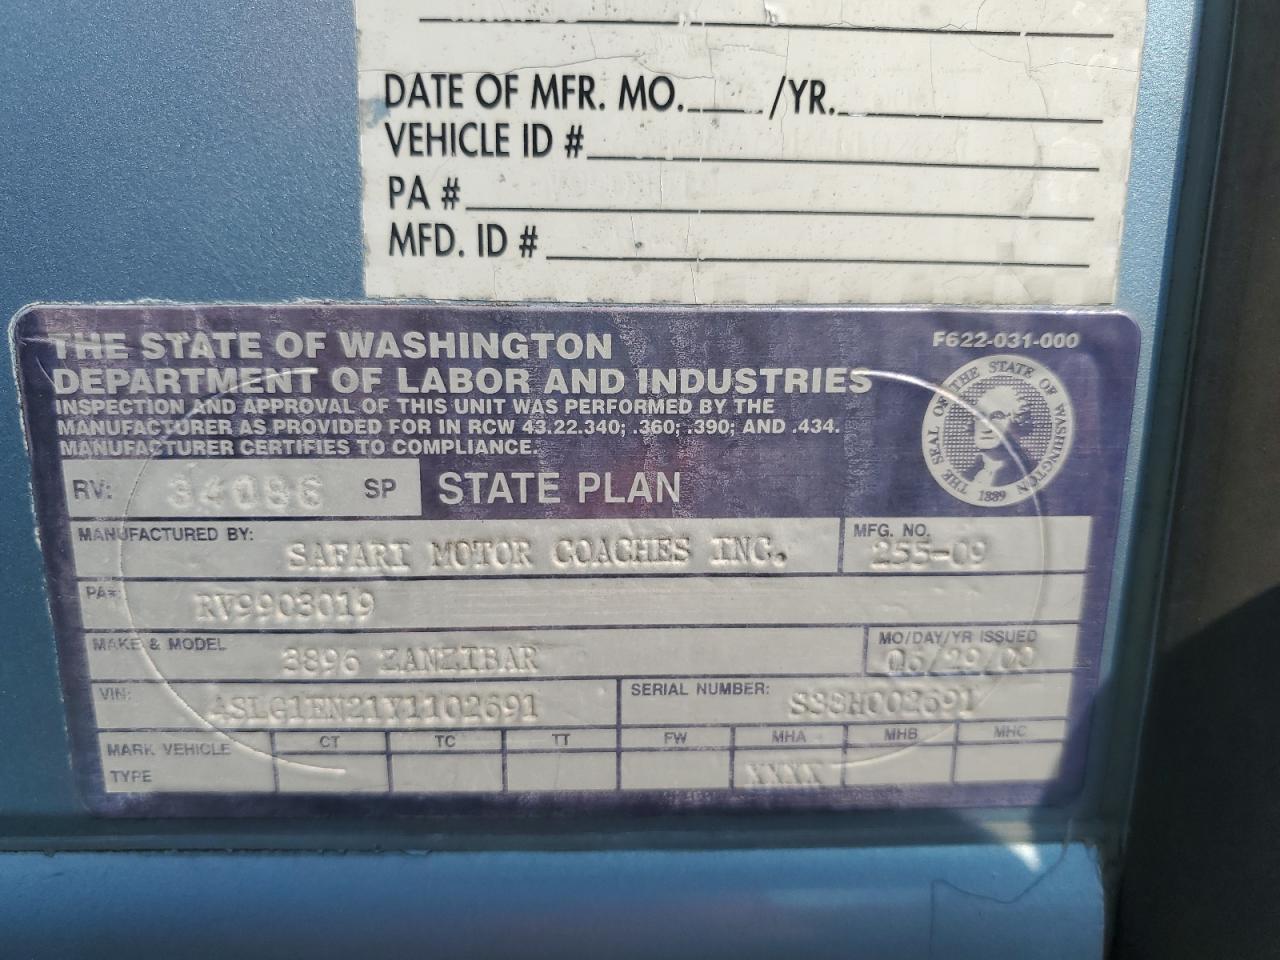 DATE OF MFR. MO.____ /YR.____
VEHICLE ID #
PA #
MFD. ID #
THE STATE OF WASHINGTON
F622-031-000
DEPARTMENT OF LABOR AND INDUSTRIES
INSPECTION AND APPROVAL OF THIS UNIT WAS PERFORMED BY THE
MANUFACTURER AS PROVIDED FOR IN RCW 43.22.340; .360; .390; AND .434.
MANUFACTURER CERTIFIES TO COMPLIANCE.
THE SEAL OF THE STATE OF WASHINGTON
1889
RV: SP STATE PLAN
MANUFACTURED BY: SAFARI MOTOR COACHES INC.
MFG. NO. 255-09
PA#: RV9903019
MAKE & MODEL 3896 ZANZIBAR
MO/DAY/YR ISSUED
VIN:
SERIAL NUMBER: S38H002691
MARK VEHICLE TYPE
CT TC TT FW MHA MHB MHC
XXXX